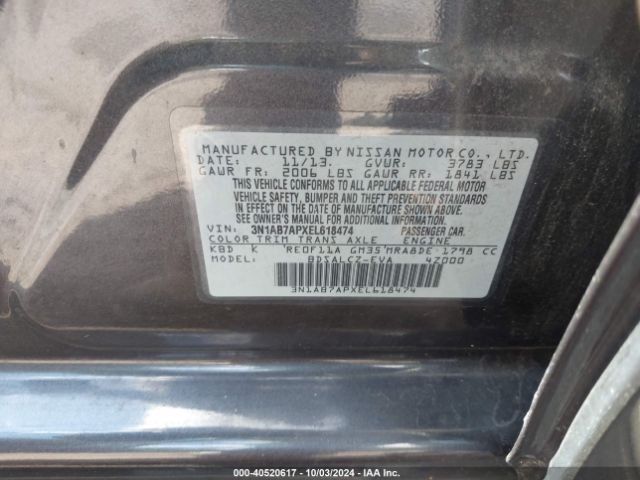 MANUFACTURED BY NISSAN MOTOR CO., LTD.
DATE: 11/13. GVWR: 3783 LBS
GAWR FR: 2006 LBS GAWR RR: 1841 LBS
THIS VEHICLE CONFORMS TO ALL APPLICABLE FEDERAL MOTOR
VEHICLE SAFETY, BUMPER AND THEFT PREVENTION STANDARDS
IN EFFECT ON THE DATE OF MANUFACTURE SHOWN ABOVE.
SEE OWNER'S MANUAL FOR ADDITIONAL INFORMATION
VIN: 3N1AB7APXEL618474 PASSENGER CAR.
COLOR TRIM TRANS AXLE ENGINE
KBD K RE0F11A GM35 MRA8DE 1798 CC
MODEL: BDSALCZ-EVA 4Z000
3N1AB7APXEL618474
000-40520617 - 10/03/2024 - IAA Inc.